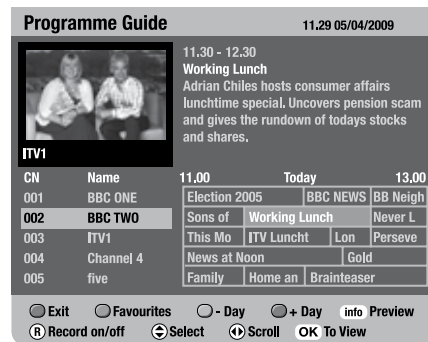 Programme Guide 11.29 05/04/2009
11.30 - 12.30
Working Lunch
Adrian Chiles hosts consumer affairs
lunchtime special. Uncovers pension scam
and gives the rundown of todays stocks
and shares.
ITV1
CN Name 11.00 Today 13.00
001 BBC ONE Election 2005 BBC NEWS BB Neigh
002 BBC TWO Sons of Working Lunch Never L
003 ITV1 This Mo ITV Luncht Lon Perseve
004 Channel 4 News at Noon Gold
005 five Family Home an Brainteaser
Exit Favourites - Day + Day info Preview
R Record on/off Select Scroll OK To View